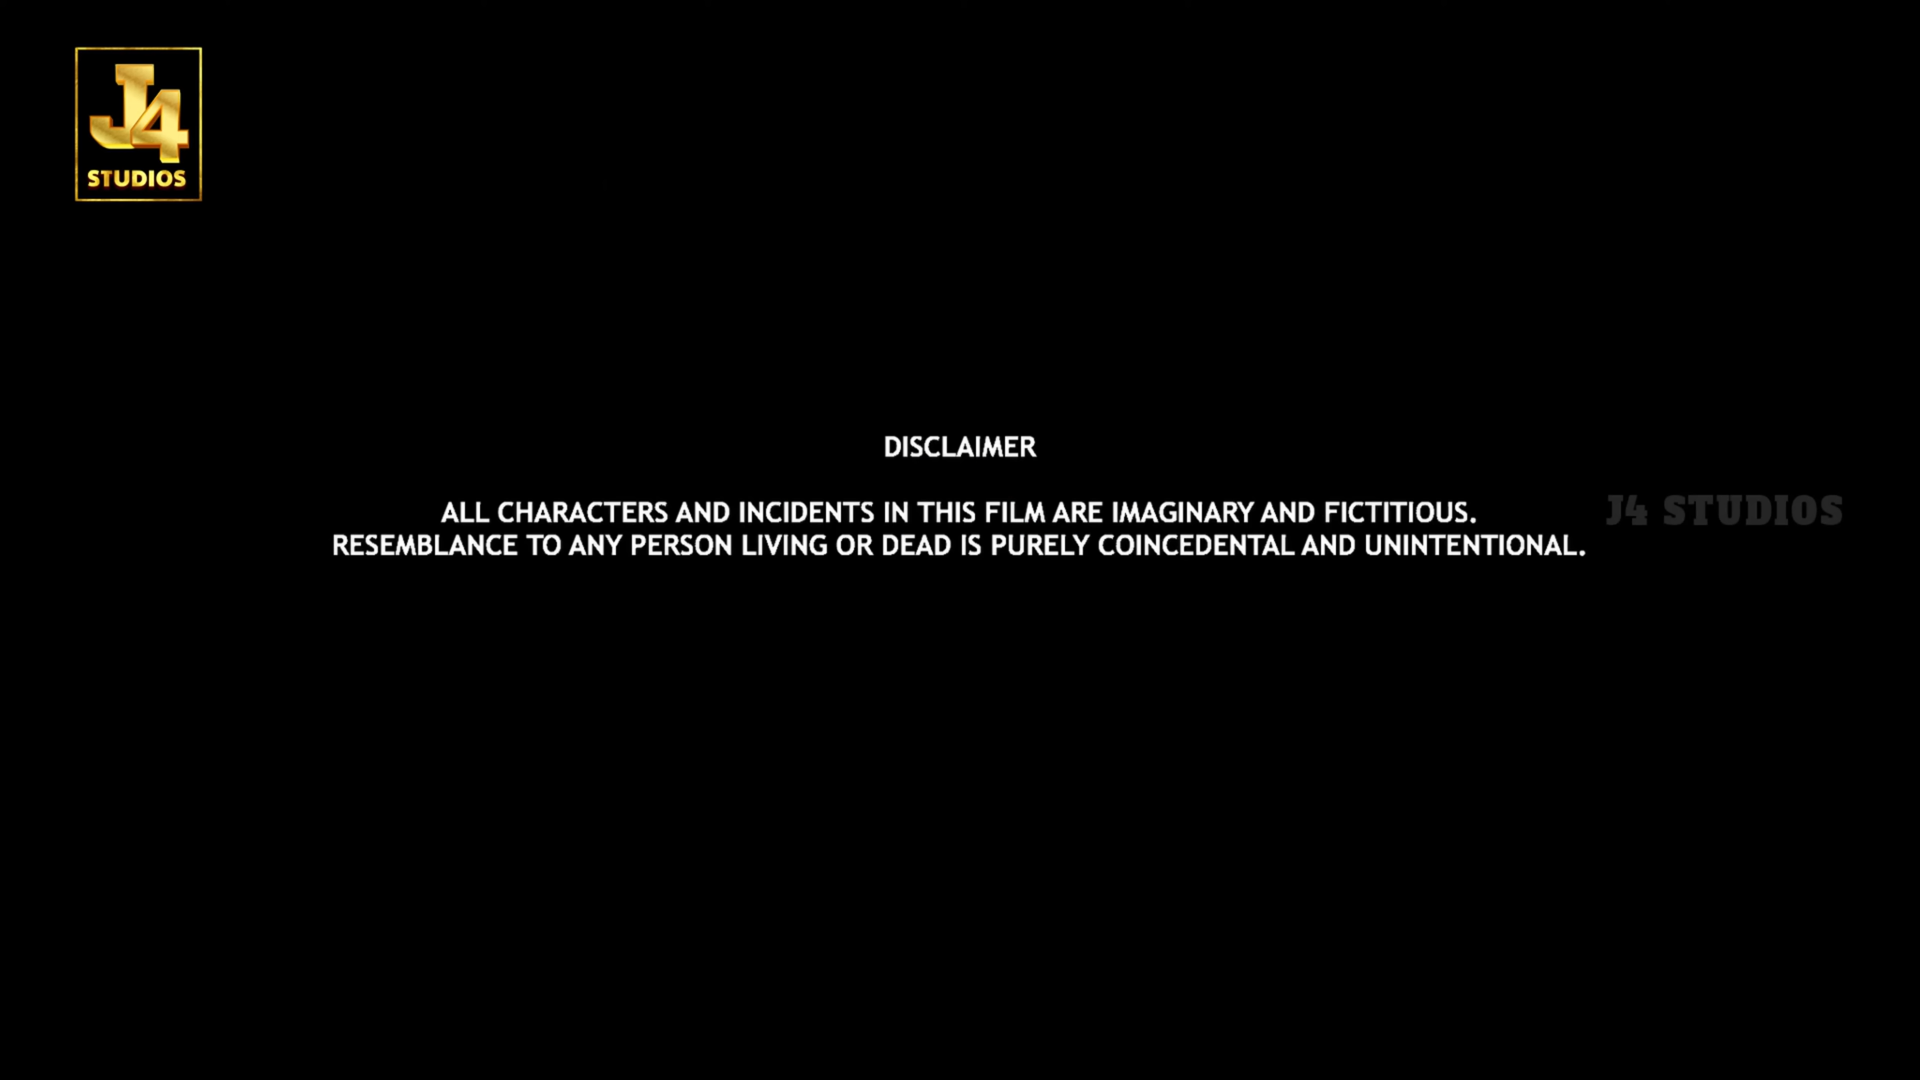 J4
STUDIOS
DISCLAIMER
ALL CHARACTERS AND INCIDENTS IN THIS FILM ARE IMAGINARY AND FICTITIOUS.
J4 STUDIOS
RESEMBLANCE TO ANY PERSON LIVING OR DEAD IS PURELY COINCEDENTAL AND UNINTENTIONAL.